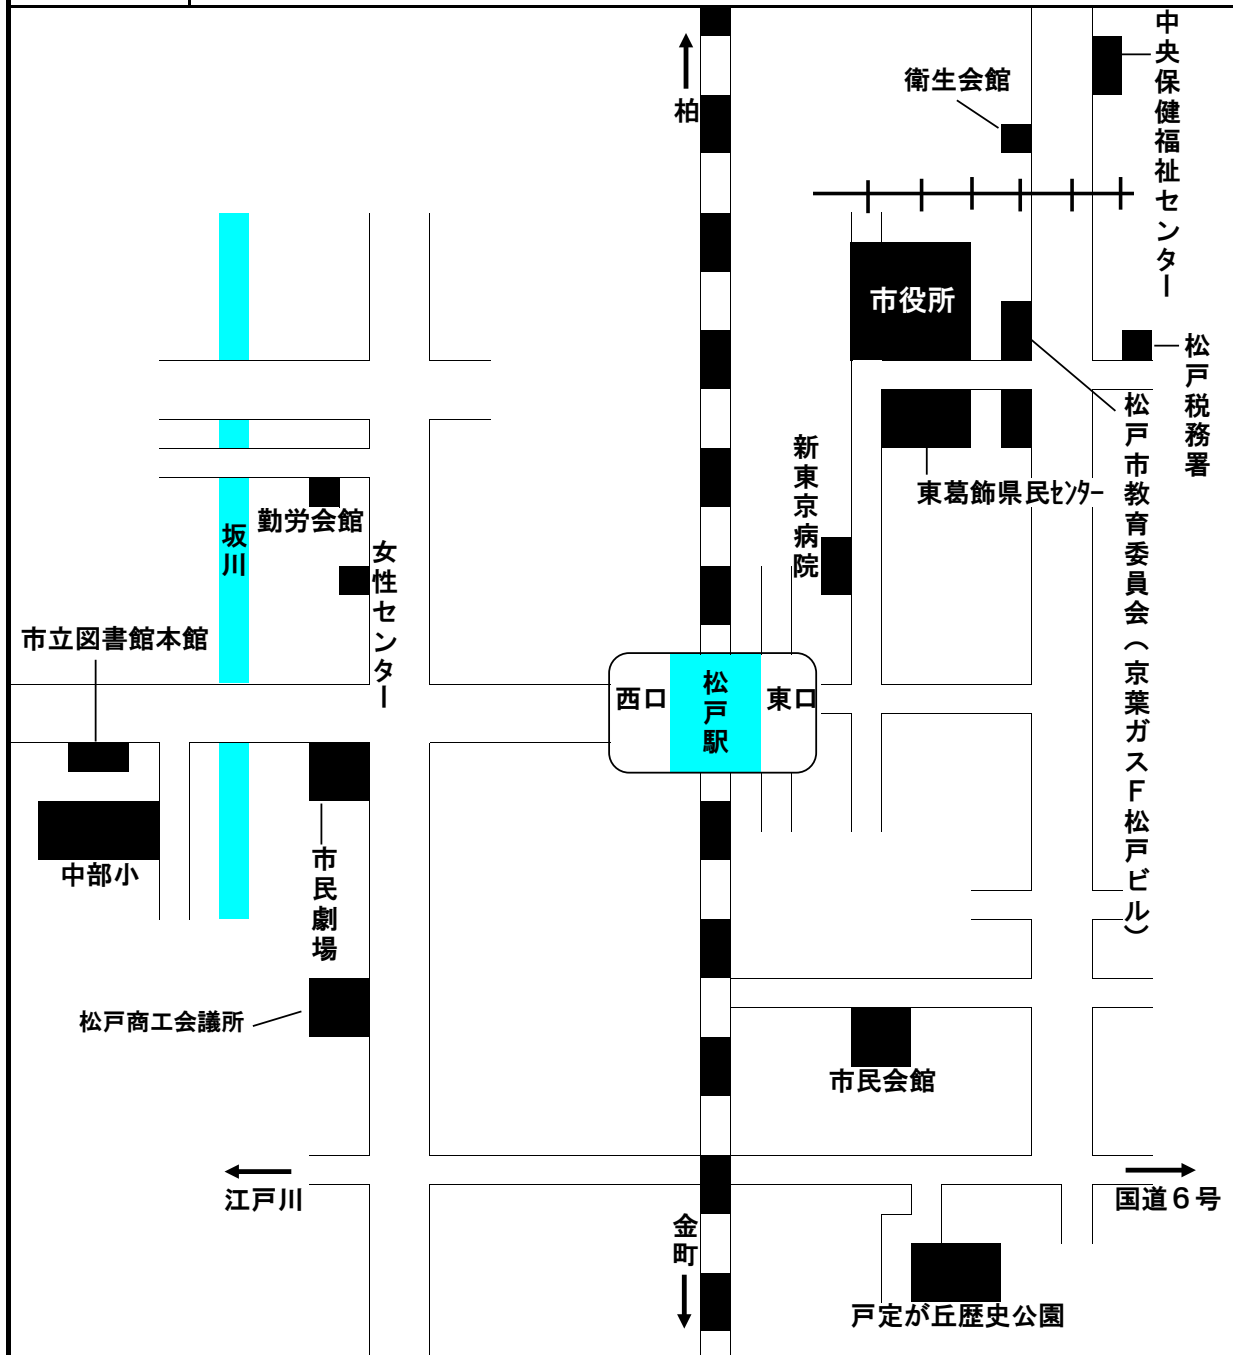 柏
衛生会館
中央保健福祉センター
市役所
松戸税務署
松戸市教育委員会（京葉ガスＦ松戸ビル）
東葛飾県民ｾﾝﾀｰ
新東京病院
勤労会館
坂川
女性センター
市立図書館本館
西口
松戸駅
東口
中部小
市民劇場
松戸商工会議所
市民会館
江戸川
国道６号
金町
戸定が丘歴史公園